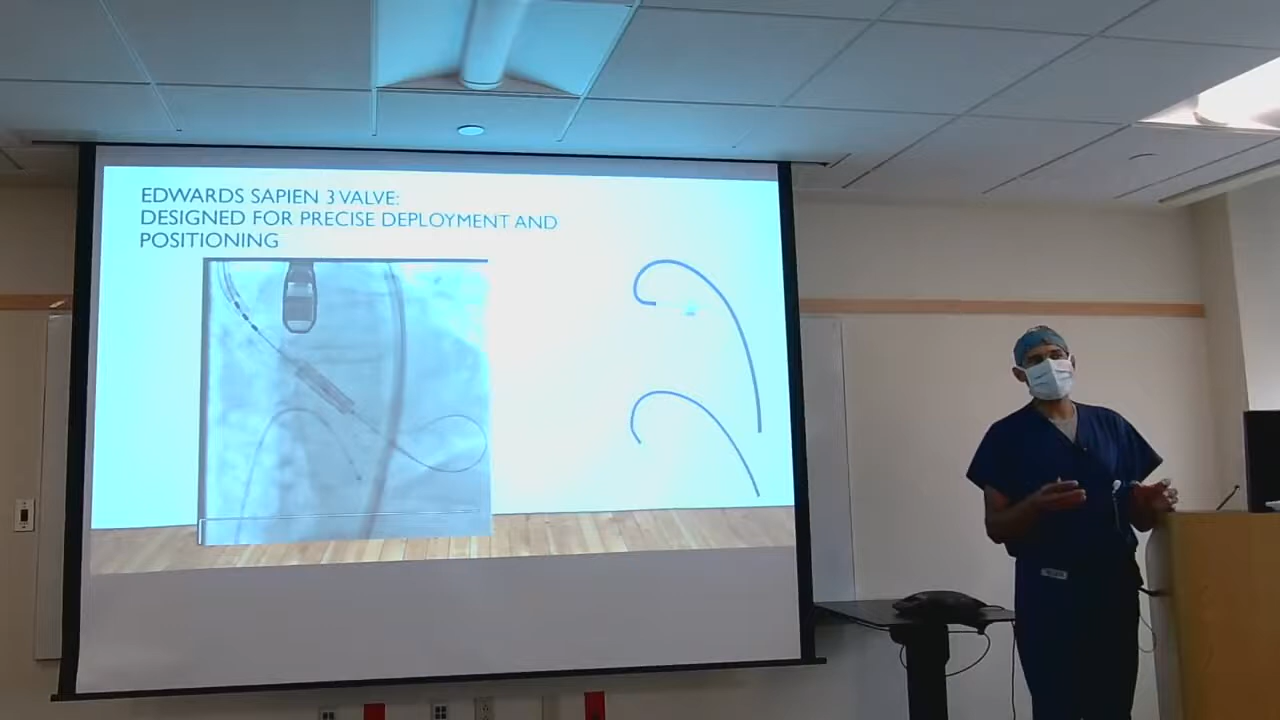 EDWARDS SAPIEN 3 VALVE:
DESIGNED FOR PRECISE DEPLOYMENT AND
POSITIONING